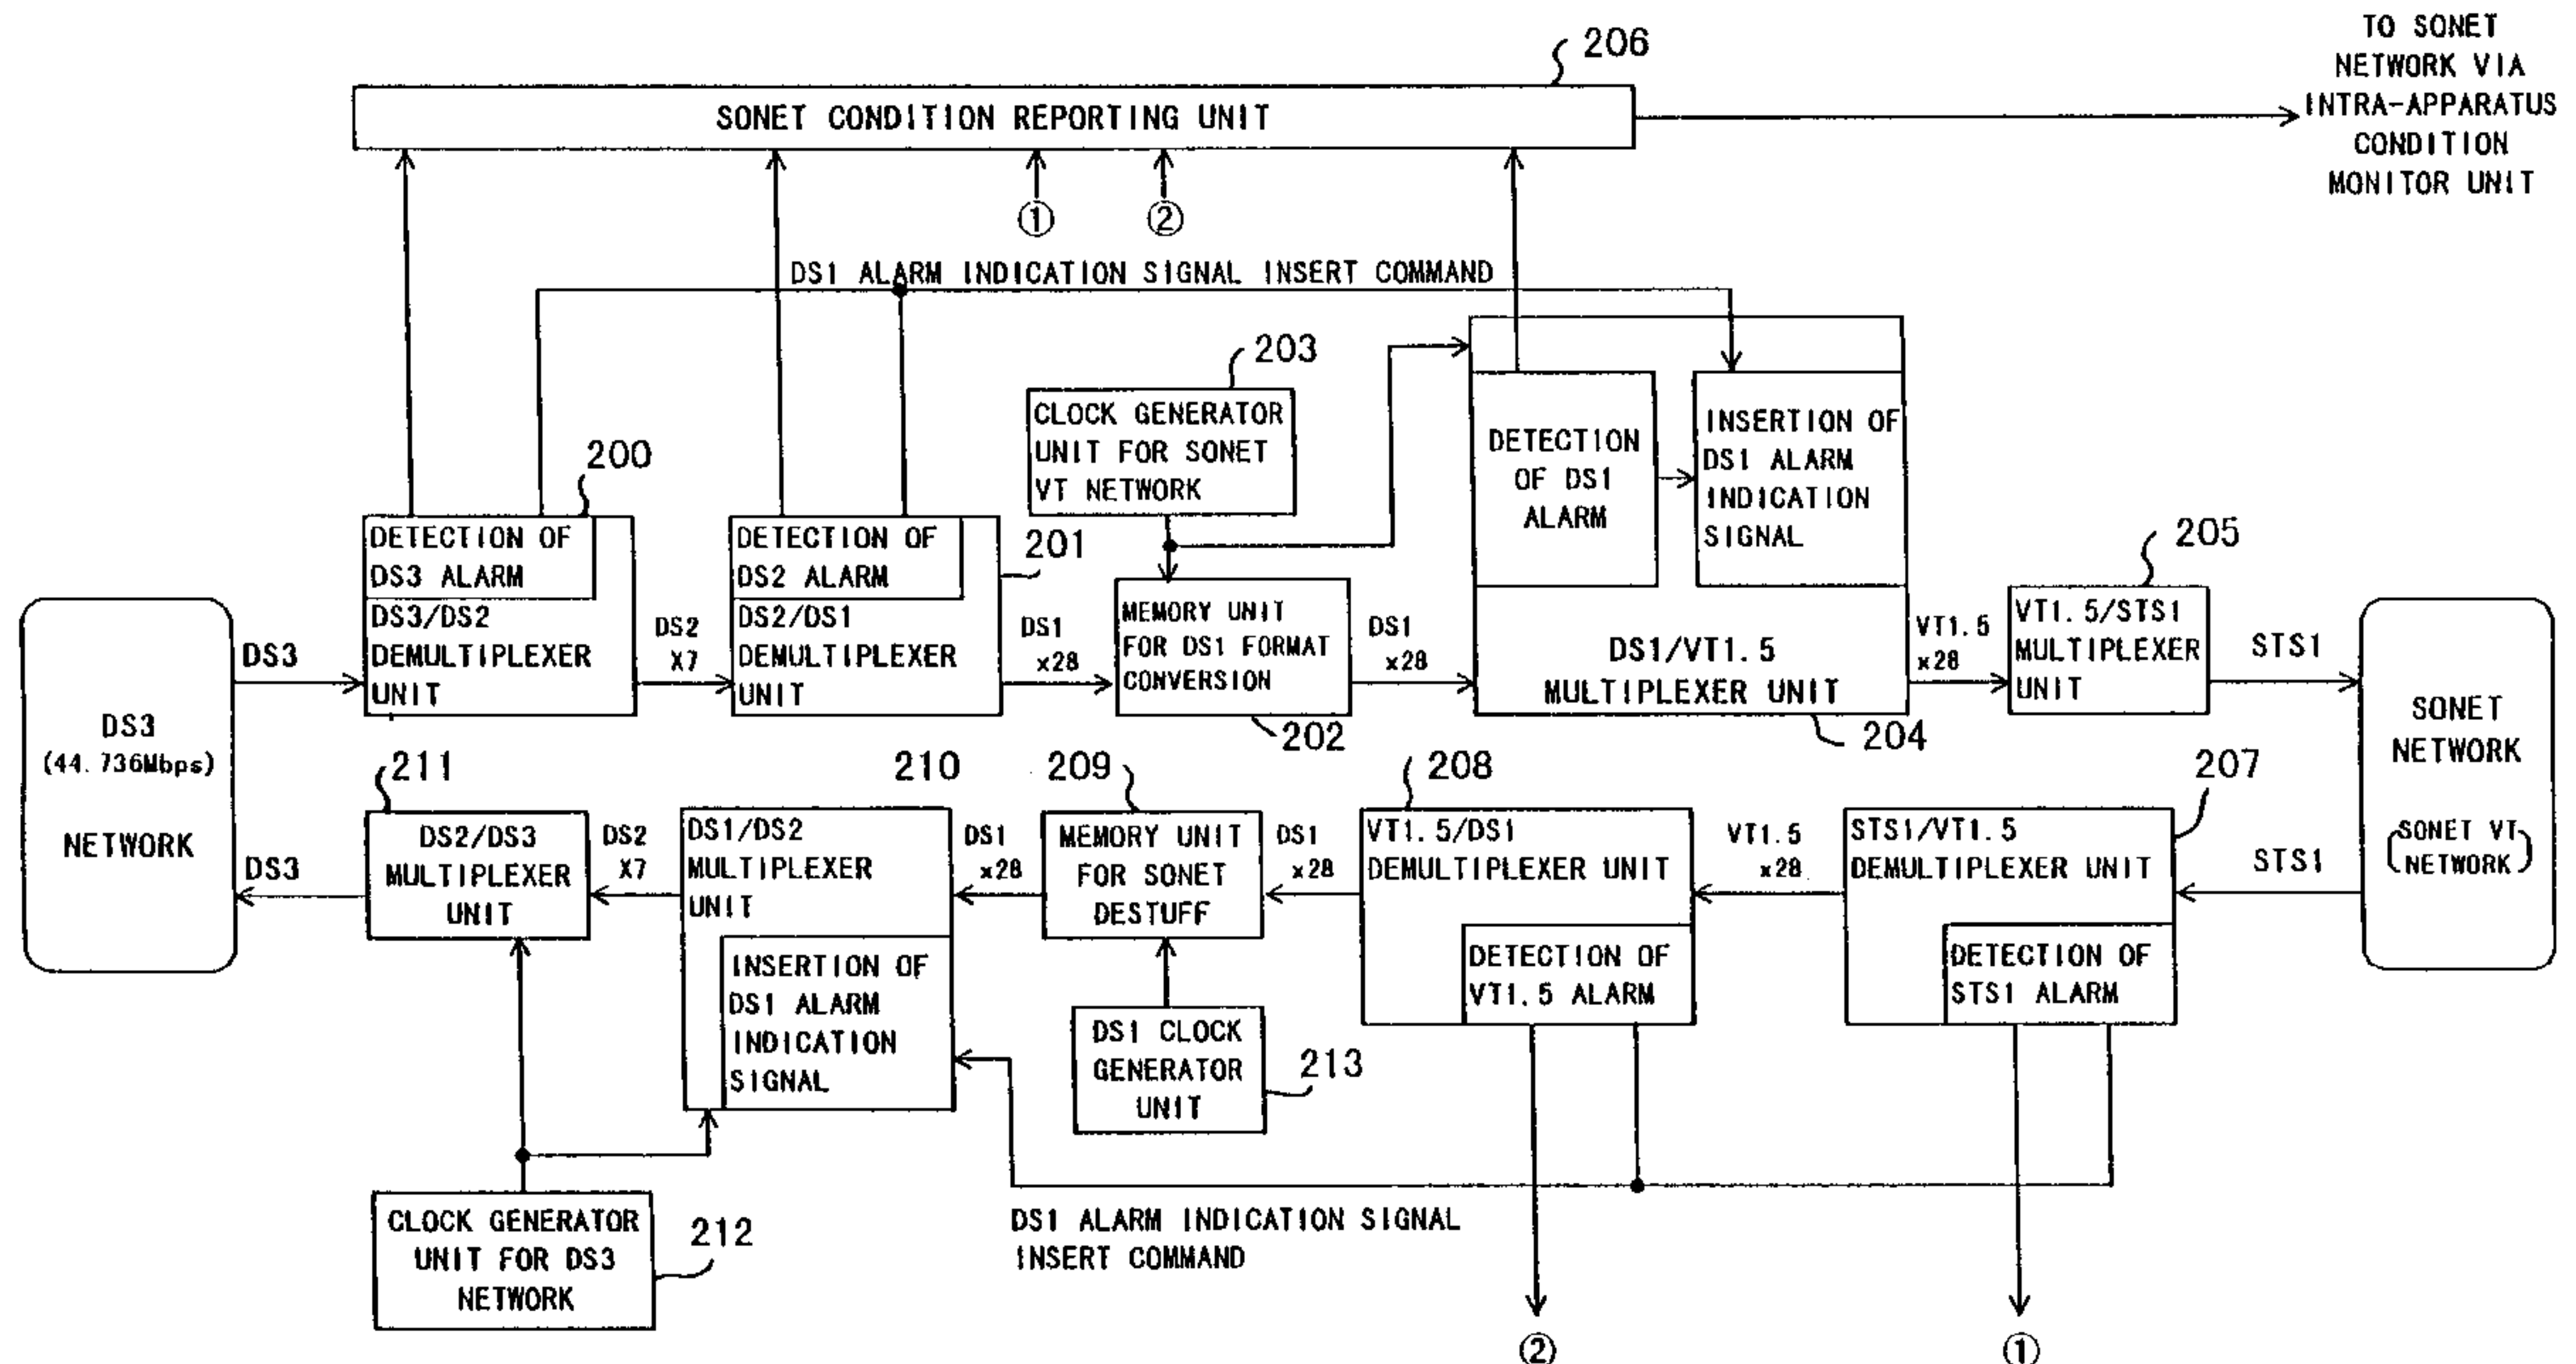 TO SONET
NETWORK VIA
INTRA-APPARATUS
CONDITION
MONITOR UNIT
206
SONET CONDITION REPORTING UNIT
①
②
DS1 ALARM INDICATION SIGNAL INSERT COMMAND
203
CLOCK GENERATOR
UNIT FOR SONET
VT NETWORK
200
DETECTION OF
DS3 ALARM
DS3/DS2
DEMULTIPLEXER
UNIT
DETECTION OF
DS2 ALARM
DS2/DS1
DEMULTIPLEXER
UNIT
201
DETECTION
OF DS1
ALARM
INSERTION OF
DS1 ALARM
INDICATION
SIGNAL
DS1/VT1.5
MULTIPLEXER UNIT
204
205
VT1.5/STS1
MULTIPLEXER
UNIT
DS3
DS2
X7
DS1
x28
MEMORY UNIT
FOR DS1 FORMAT
CONVERSION
202
DS1
x28
VT1.5
x28
STS1
DS3
(44.736Mbps)
NETWORK
SONET
NETWORK
SONET VT
NETWORK
211
DS2/DS3
MULTIPLEXER
UNIT
DS3
DS2
X7
210
DS1/DS2
MULTIPLEXER
UNIT
INSERTION OF
DS1 ALARM
INDICATION
SIGNAL
DS1
x28
209
MEMORY UNIT
FOR SONET
DESTUFF
DS1
x28
208
VT1.5/DS1
DEMULTIPLEXER UNIT
DETECTION OF
VT1.5 ALARM
VT1.5
x28
207
STS1/VT1.5
DEMULTIPLEXER UNIT
DETECTION OF
STS1 ALARM
STS1
DS1 CLOCK
GENERATOR
UNIT
213
CLOCK GENERATOR
UNIT FOR DS3
NETWORK
212
DS1 ALARM INDICATION SIGNAL
INSERT COMMAND
②
①